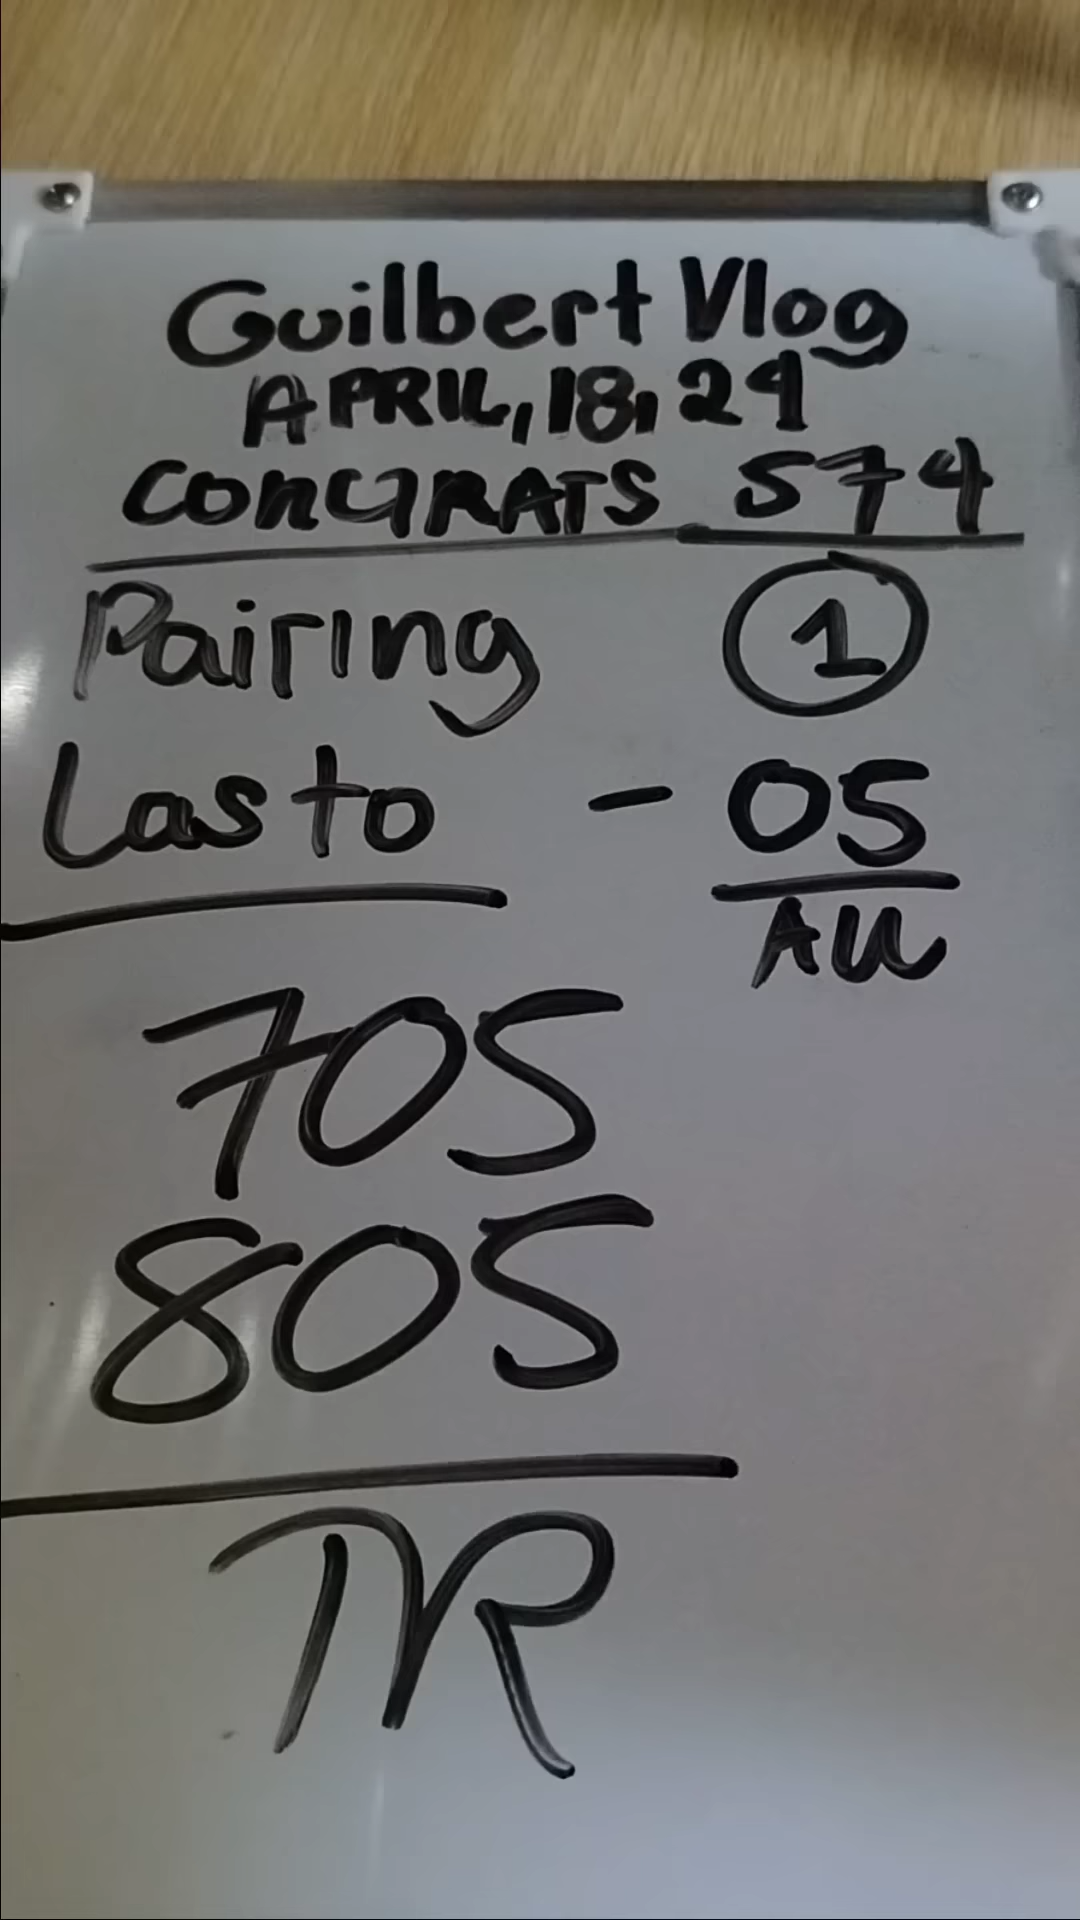 Guilbert Vlog
APRIL, 18, 24
CONGRATS 574
Pairing 1
Lasto - 05
All
705
805
TR